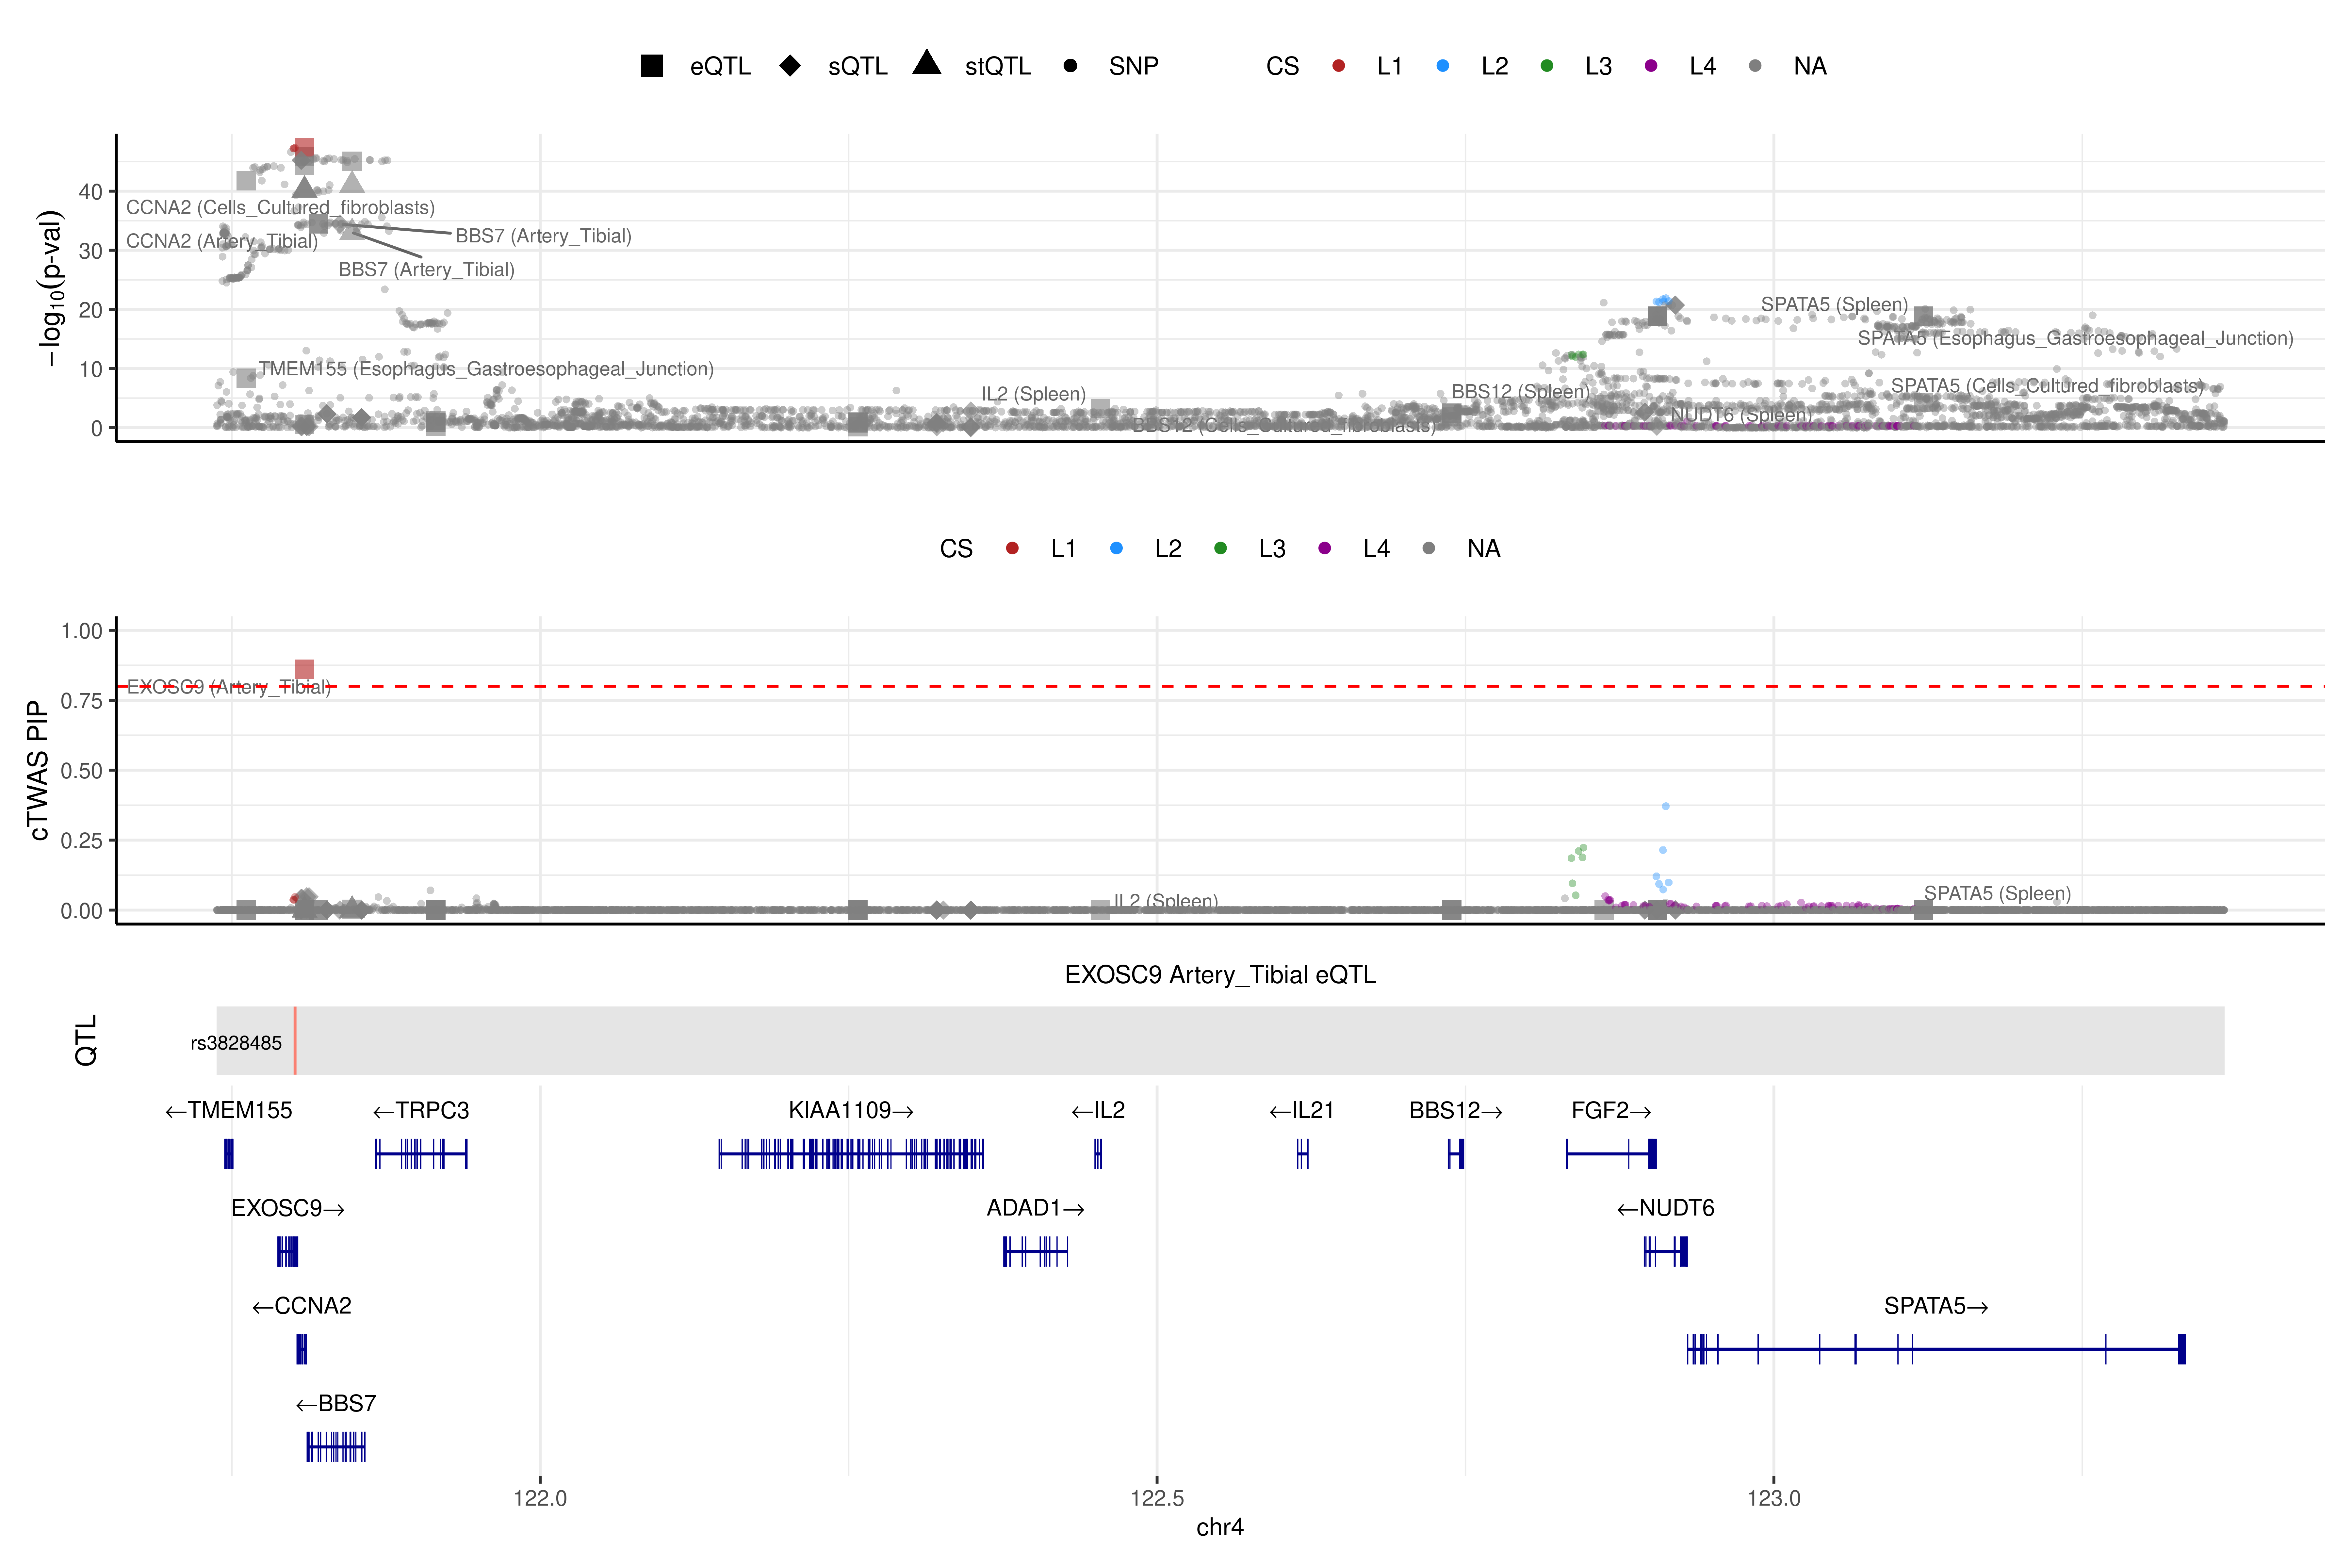 eQTL sQTL stQTL SNP CS L1 L2 L3 L4 NA
−log10(p-val)
40
30
20
10
0
CCNA2 (Cells_Cultured_fibroblasts)
CCNA2 (Artery_Tibial)
BBS7 (Artery_Tibial)
BBS7 (Artery_Tibial)
TMEM155 (Esophagus_Gastroesophageal_Junction)
IL2 (Spleen)
BBS12 (Spleen)
BBS12 (Cells_Cultured_fibroblasts)
SPATA5 (Spleen)
SPATA5 (Esophagus_Gastroesophageal_Junction)
SPATA5 (Cells_Cultured_fibroblasts)
NUDT6 (Spleen)
CS L1 L2 L3 L4 NA
cTWAS PIP
1.00
0.75
0.50
0.25
0.00
EXOSC9 (Artery_Tibial)
IL2 (Spleen)
SPATA5 (Spleen)
EXOSC9 Artery_Tibial eQTL
QTL
rs3828485
←TMEM155 ←TRPC3 KIAA1109→ ←IL2 ←IL21 BBS12→ FGF2→
EXOSC9→ ADAD1→ ←NUDT6
←CCNA2 SPATA5→
←BBS7
122.0 122.5 123.0
chr4